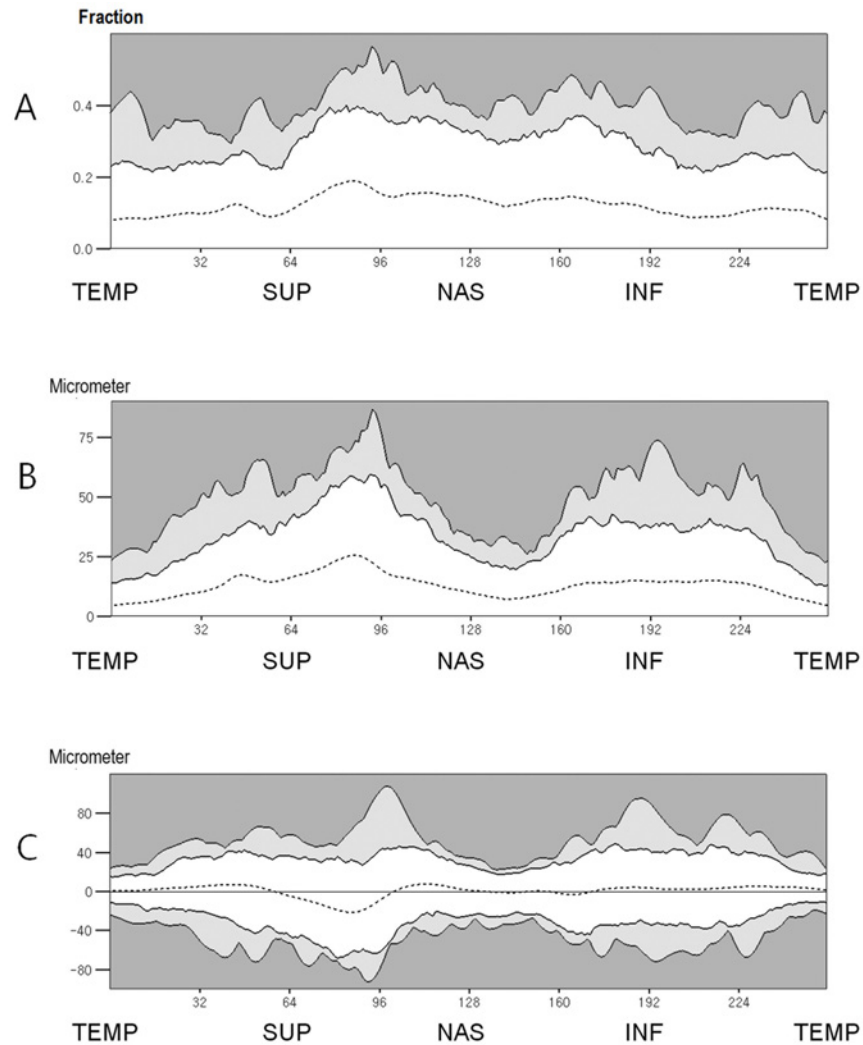 Fraction
A
0.4
0.2
0.0
32 64 96 128 160 192 224
TEMP SUP NAS INF TEMP
Micrometer
B
75
50
25
0
32 64 96 128 160 192 224
TEMP SUP NAS INF TEMP
Micrometer
C
80
40
0
-40
-80
32 64 96 128 160 192 224
TEMP SUP NAS INF TEMP